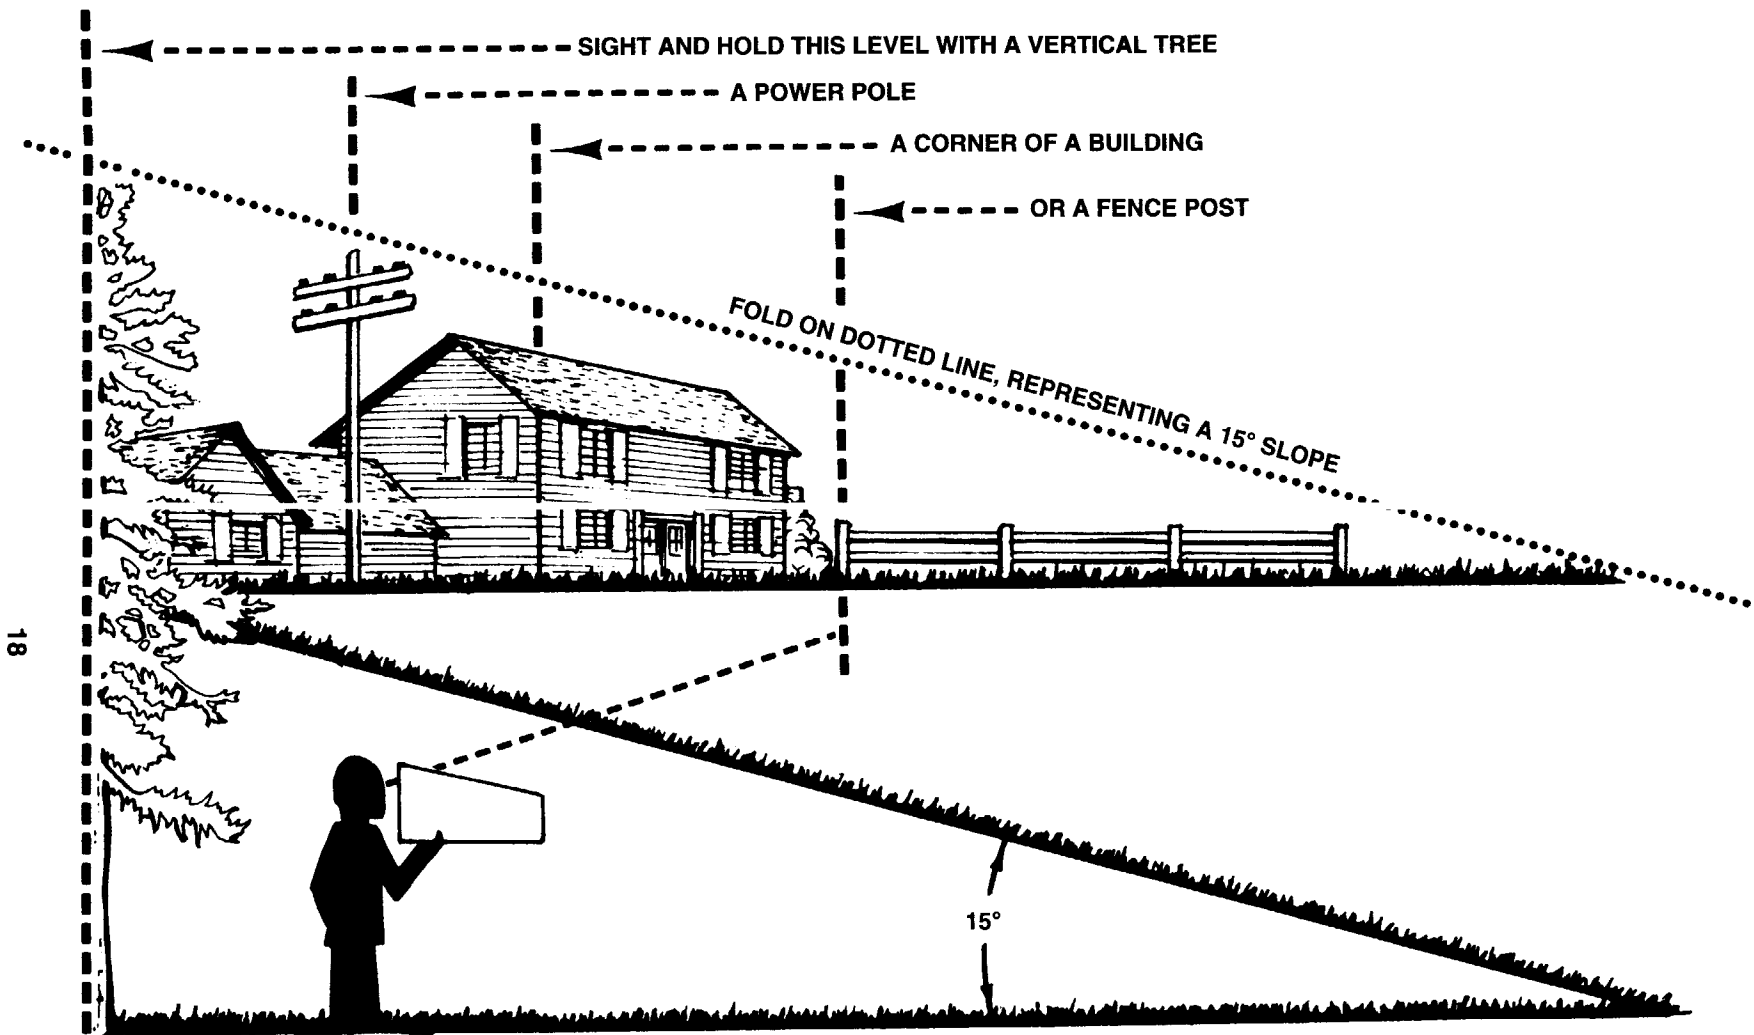 SIGHT AND HOLD THIS LEVEL WITH A VERTICAL TREE
A POWER POLE
A CORNER OF A BUILDING
OR A FENCE POST
FOLD ON DOTTED LINE, REPRESENTING A 15° SLOPE
18
15°